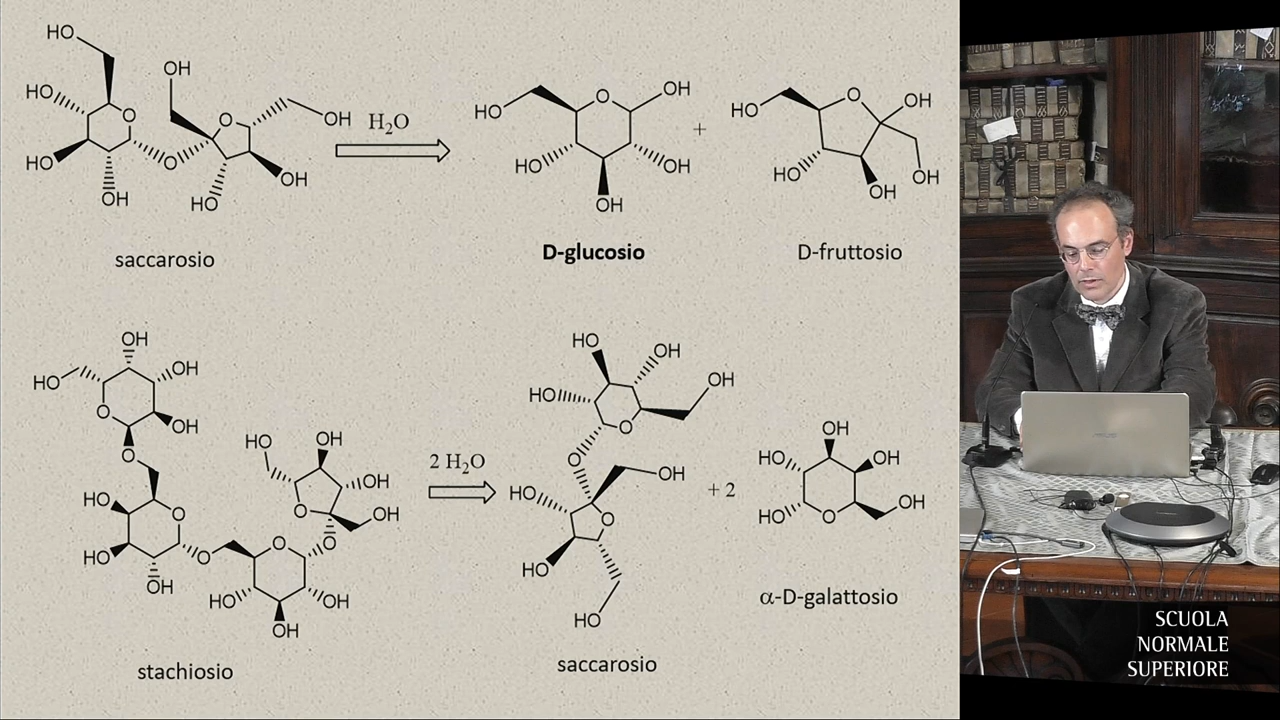 HO
OH
HO
OH
HO
OH
HO
O
O
O
OH
H₂O
saccarosio
HO
O
OH
HO
OH
OH
D-glucosio
+
HO
O
OH
HO
OH
OH
D-fruttosio
OH
HO
OH
O
OH
O
HO
O
HO
OH
O
HO
OH
OH
O
OH
O
O
HO
OH
OH
stachiosio
2 H₂O
HO
OH
HO
OH
O
O
OH
HO
O
HO
HO
saccarosio
+ 2
OH
HO
OH
HO
O
OH
α-D-galattosio
SCUOLA
NORMALE
SUPERIORE